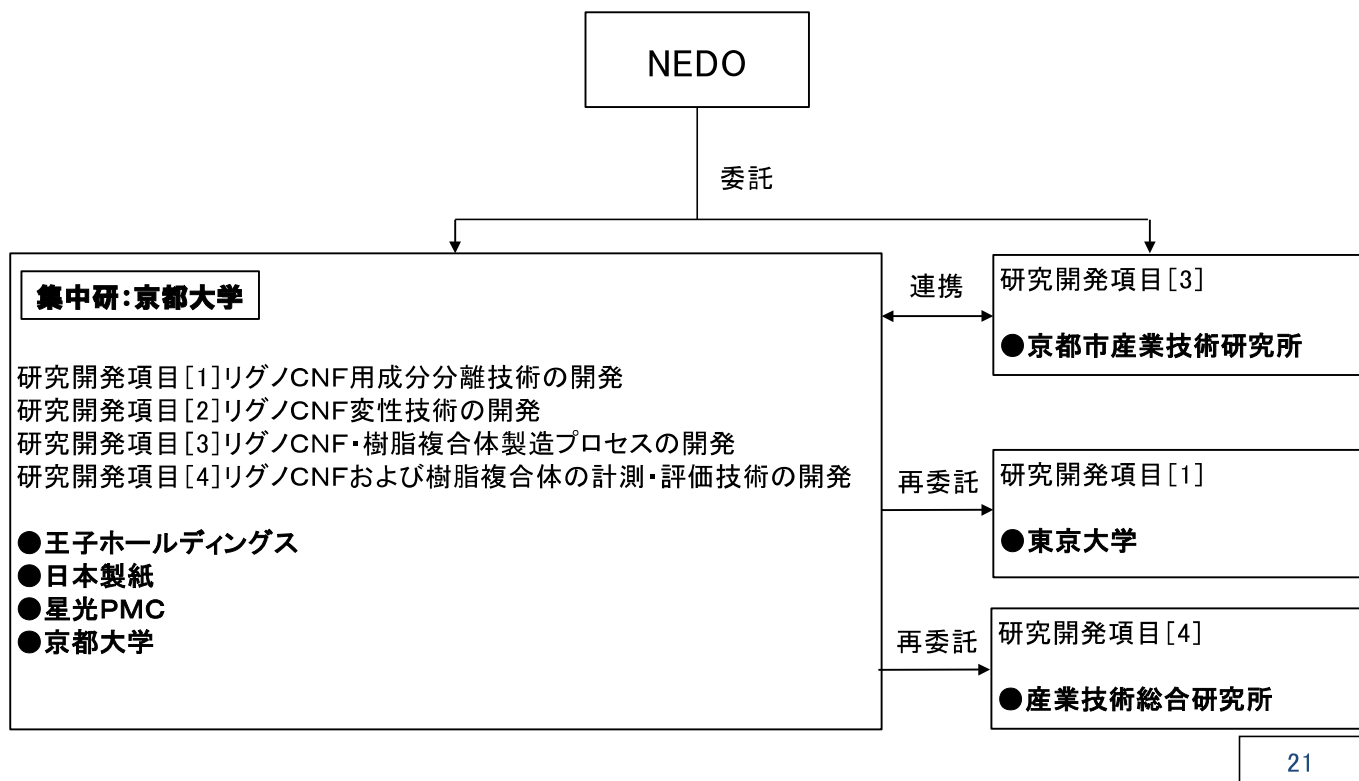 NEDO
委託
集中研:京都大学
研究開発項目[1]リグノCNF用成分分離技術の開発
研究開発項目[2]リグノCNF変性技術の開発
研究開発項目[3]リグノCNF・樹脂複合体製造プロセスの開発
研究開発項目[4]リグノCNFおよび樹脂複合体の計測・評価技術の開発
●王子ホールディングス
●日本製紙
●星光PMC
●京都大学
連携
研究開発項目[3]
●京都市産業技術研究所
再委託
研究開発項目[1]
●東京大学
再委託
研究開発項目[4]
●産業技術総合研究所
21